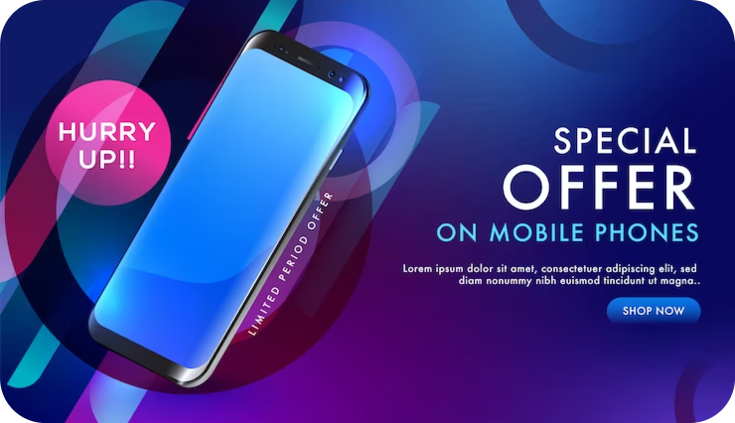 HURRY
UP!!
LIMITED PERIOD OFFER
SPECIAL
OFFER
ON MOBILE PHONES
Lorem ipsum dolor sit amet, consectetuer adipiscing elit, sed
diam nonummy nibh euismod tincidunt ut magna..
SHOP NOW